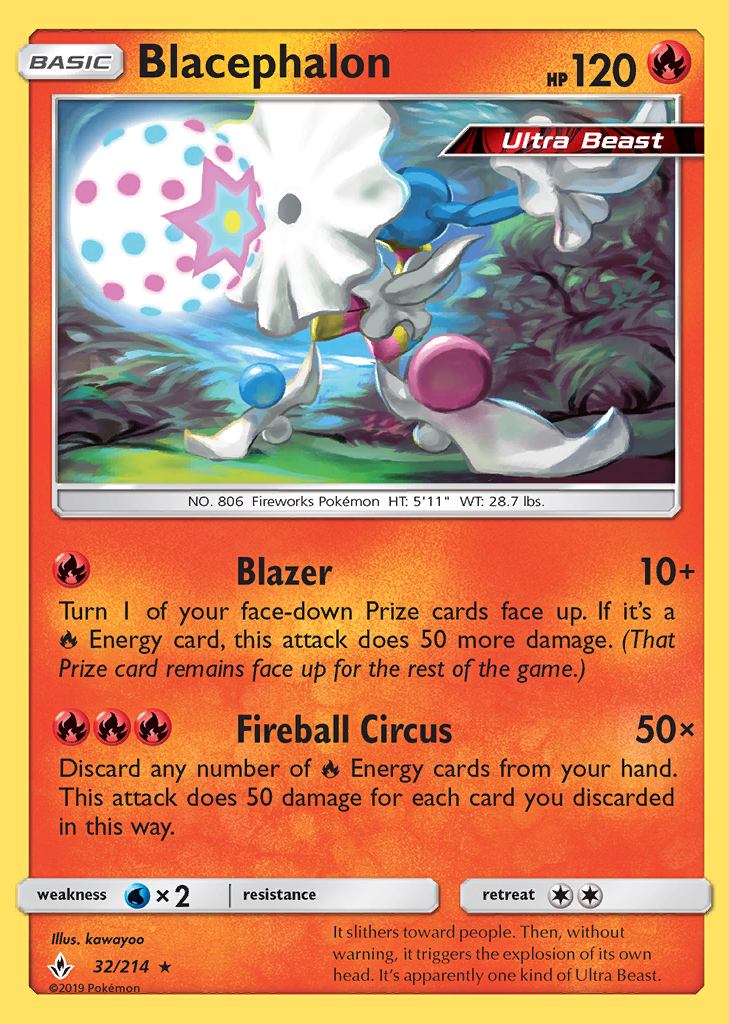 BASIC Blacephalon HP 120
Ultra Beast
NO. 806 Fireworks Pokémon HT: 5'11" WT: 28.7 lbs.
Blazer 10+
Turn 1 of your face-down Prize cards face up. If it's a
Energy card, this attack does 50 more damage. (That
Prize card remains face up for the rest of the game.)
Fireball Circus 50×
Discard any number of Energy cards from your hand.
This attack does 50 damage for each card you discarded
in this way.
weakness ×2 resistance retreat
Illus. kawayoo
32/214 ★
©2019 Pokémon
It slithers toward people. Then, without
warning, it triggers the explosion of its own
head. It's apparently one kind of Ultra Beast.